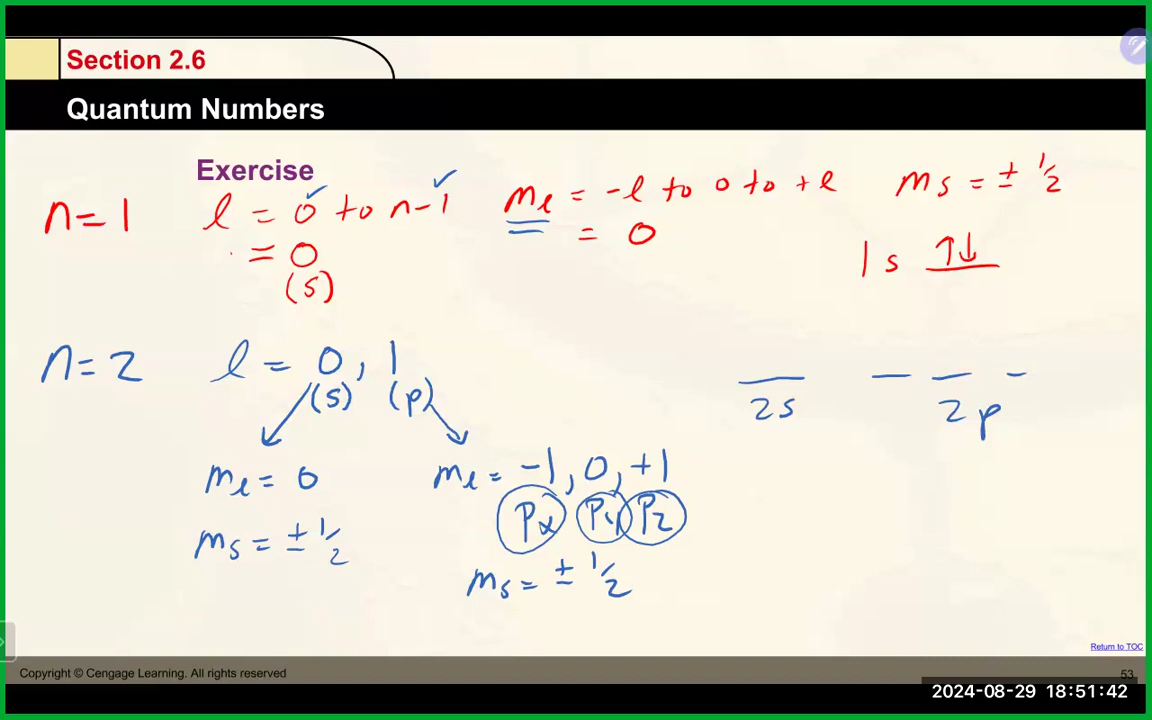 Section 2.6
Quantum Numbers
Exercise
n = 1 l = 0 to n-1 ml = -l to 0 to +l ms = ± 1/2
= 0 = 0 1s ↑↓
(s)
n = 2 l = 0, 1
(s) (p) 2s 2p
ml = 0 ml = -1, 0, +1
Px Py Pz
ms = ± 1/2 ms = ± 1/2
Return to TOC
Copyright © Cengage Learning. All rights reserved 53
2024-08-29 18:51:42